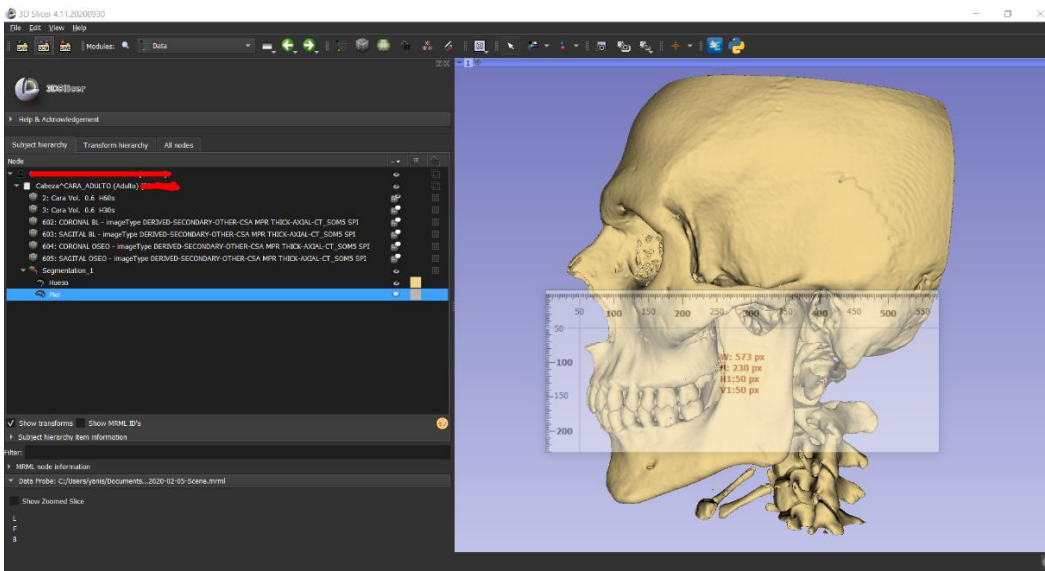 3D Slicer 4.11.20200930
File Edit View Help
Modules: Data
3DSlicer
Help & Acknowledgement
Subject hierarchy Transform hierarchy All nodes
Node
Cabeza^CARA_ADULTO (Adulto)
2: Cara Vol. 0.6 H60s
3: Cara Vol. 0.6 H30s
602: CORONAL BL - imageType DERIVED-SECONDARY-OTHER-CSA MPR THICK-AXIAL-CT_SOM5 SPI
603: SAGITAL BL - imageType DERIVED-SECONDARY-OTHER-CSA MPR THICK-AXIAL-CT_SOM5 SPI
604: CORONAL OSEO - imageType DERIVED-SECONDARY-OTHER-CSA MPR THICK-AXIAL-CT_SOM5 SPI
605: SAGITAL OSEO - imageType DERIVED-SECONDARY-OTHER-CSA MPR THICK-AXIAL-CT_SOM5 SPI
Segmentation_1
Hueso
Piel
Show transforms Show MRML ID's
Subject hierarchy item information
Filter:
MRML node information
Data Probe: C:/Users/yanis/Documents...2020-02-05-Scene.mrml
Show Zoomed Slice
L
F
B
1
50 100 150 200 250 300 350 400 450 500 550
50
100
150
200
W: 573 px
H: 230 px
H1:50 px
V1:50 px